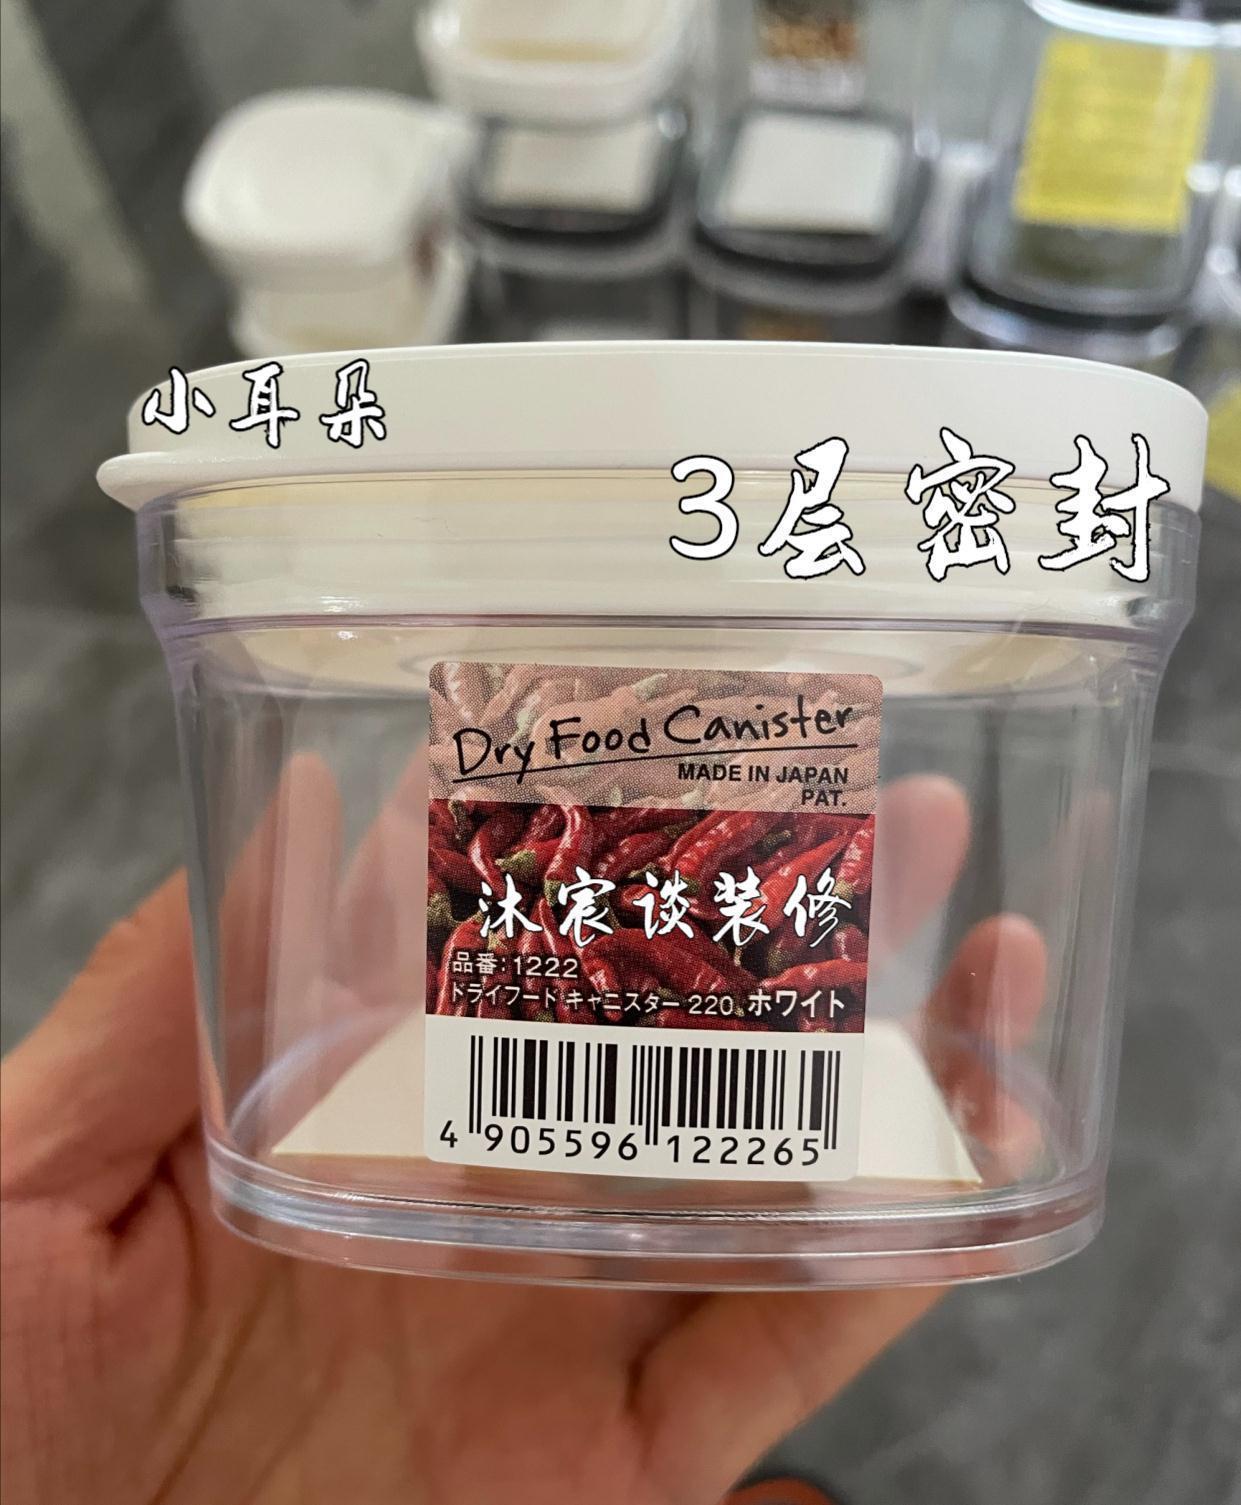 小耳朵
3层密封
Dry Food Canister
MADE IN JAPAN
PAT.
沐宸谈装修
品番:1222
ドライフード キャニスター 220 ホワイト
4 905596 122265